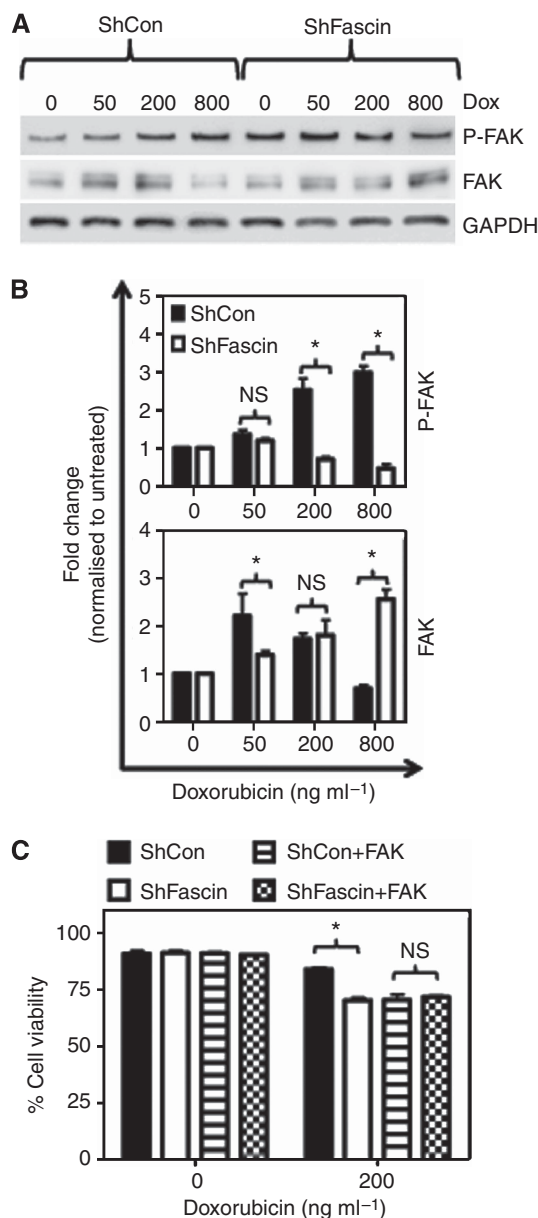 A
ShCon ShFascin
0 50 200 800 0 50 200 800 Dox
P-FAK
FAK
GAPDH
B
Fold change
(normalised to untreated)
5
4
3
2
1
0
ShCon
ShFascin
NS
*
*
0 50 200 800
P-FAK
4
3
2
1
0
*
NS
*
0 50 200 800
FAK
Doxorubicin (ng ml⁻¹)
C
ShCon ShCon+FAK
ShFascin ShFascin+FAK
% Cell viability
100
75
50
25
0
*
NS
0 200
Doxorubicin (ng ml⁻¹)